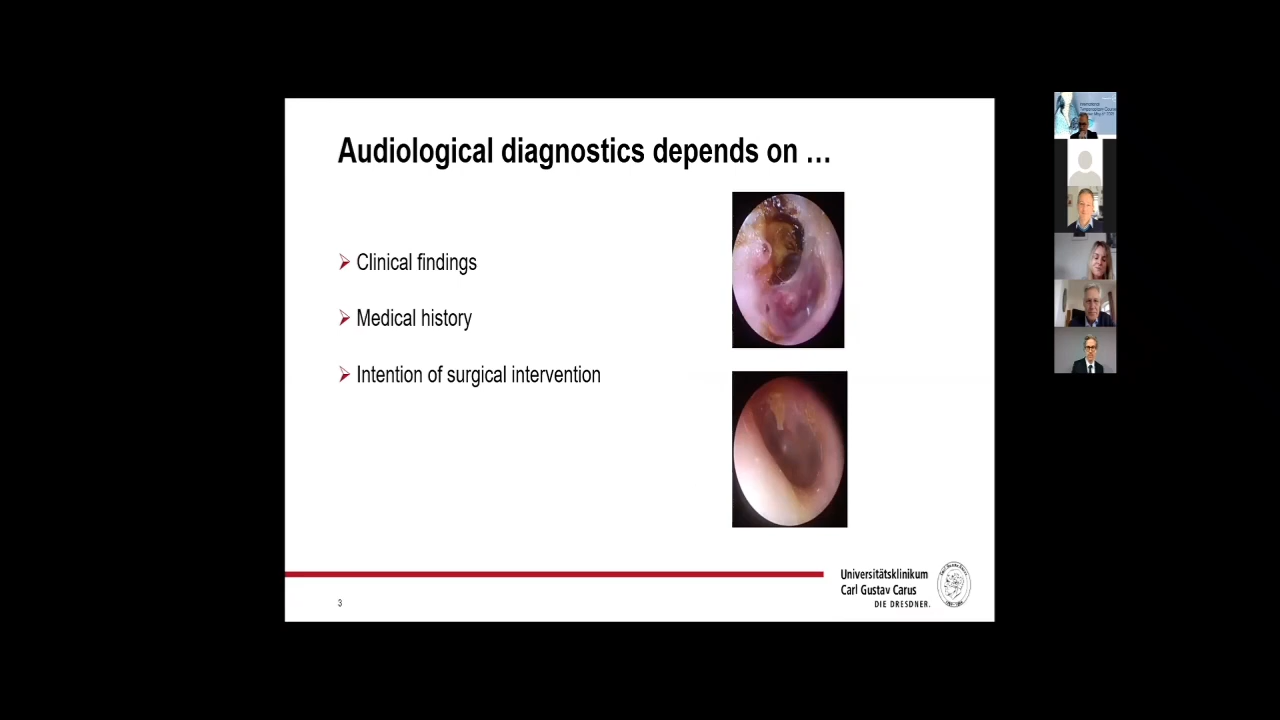 Audiological diagnostics depends on …
Clinical findings
Medical history
Intention of surgical intervention
Universitätsklinikum
Carl Gustav Carus
DIE DRESDNER.
3